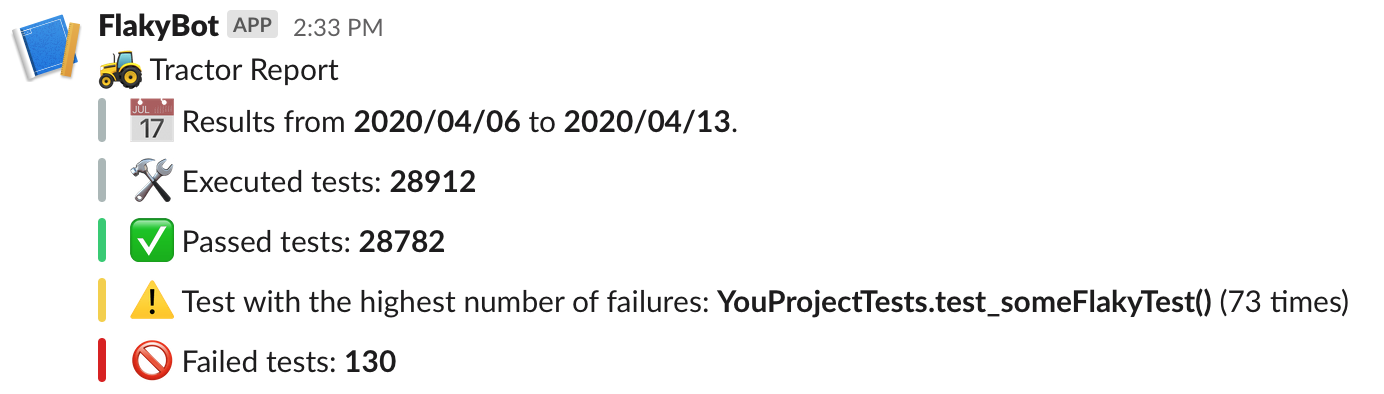 FlakyBot APP 2:33 PM
Tractor Report
JUL 17 Results from 2020/04/06 to 2020/04/13.
Executed tests: 28912
Passed tests: 28782
Test with the highest number of failures: YouProjectTests.test_someFlakyTest() (73 times)
Failed tests: 130